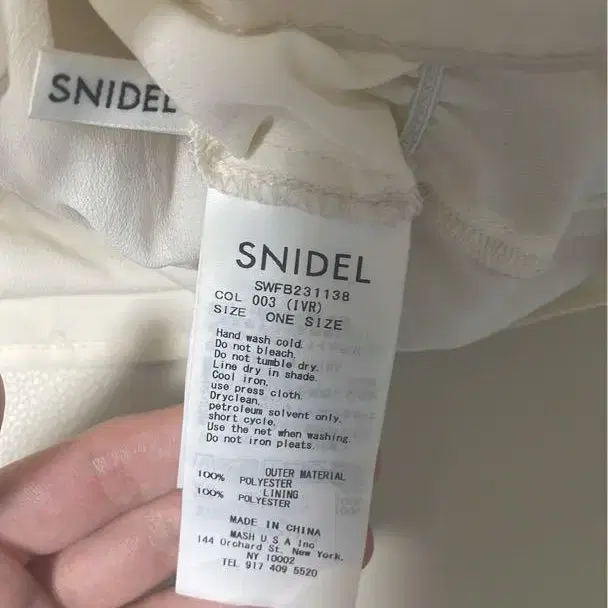 SNIDEL
SNIDEL
SWFB231138
COL 003 (IVR)
SIZE ONE SIZE
Hand wash cold.
Do not bleach.
Do not tumble dry.
Line dry in shade.
Cool iron.
use press cloth.
Dryclean.
petroleum solvent only.
short cycle.
Use the net when washing.
Do not iron pleats.
OUTER MATERIAL
100% POLYESTER
LINING
100% POLYESTER
MADE IN CHINA
MASH U S A Inc
144 Orchard St. New York.
NY 10002
TEL 917 409 5520